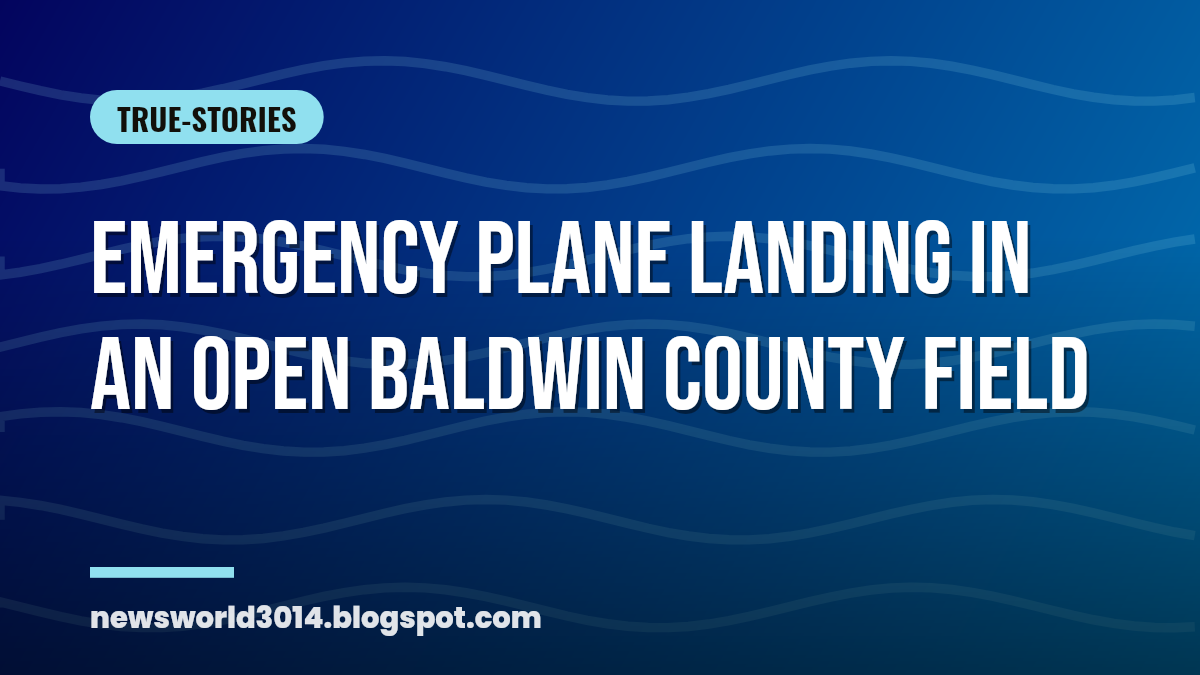 TRUE-STORIES
EMERGENCY PLANE LANDING IN
AN OPEN BALDWIN COUNTY FIELD
newsworld3014.blogspot.com